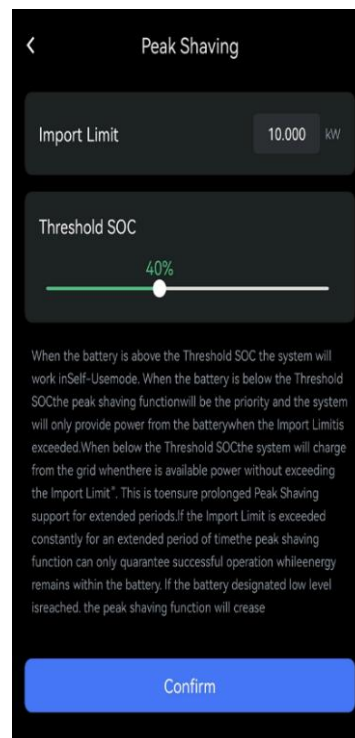 Peak Shaving
Import Limit 10.000 kW
Threshold SOC
40%
When the battery is above the Threshold SOC the system will
work inSelf-Usemode. When the battery is below the Threshold
SOCthe peak shaving functionwill be the priority and the system
will only provide power from the batterywhen the Import Limitis
exceeded.When below the Threshold SOCthe system will charge
from the grid whenthere is available power without exceeding
the Import Limit". This is toensure prolonged Peak Shaving
support for extended periods.If the Import Limit is exceeded
constantly for an extended period of timethe peak shaving
function can only quarantee successful operation whileenergy
remains within the battery. If the battery designated low level
isreached. the peak shaving function will crease
Confirm